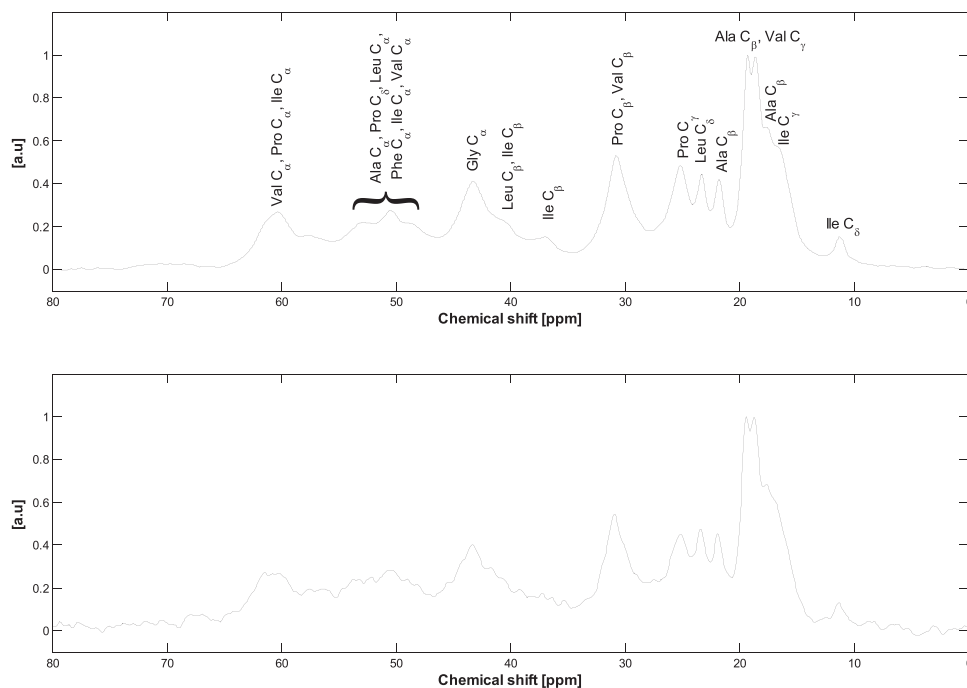 [a.u]
1
0.8
0.6
0.4
0.2
0
Val Cα, Pro Cα, Ile Cα
Ala Cα, Pro Cδ, Leu Cα,
Phe Cα, Ile Cα, Val Cα
Gly Cα
Leu Cβ, Ile Cβ
Ile Cβ
Pro Cβ, Val Cβ
Pro Cγ
Leu Cδ
Ala Cβ
Ala Cβ, Val Cγ
Ala Cβ
Ile Cγ
Ile Cδ
80 70 60 50 40 30 20 10
Chemical shift [ppm]
[a.u]
1
0.8
0.6
0.4
0.2
0
80 70 60 50 40 30 20 10
Chemical shift [ppm]